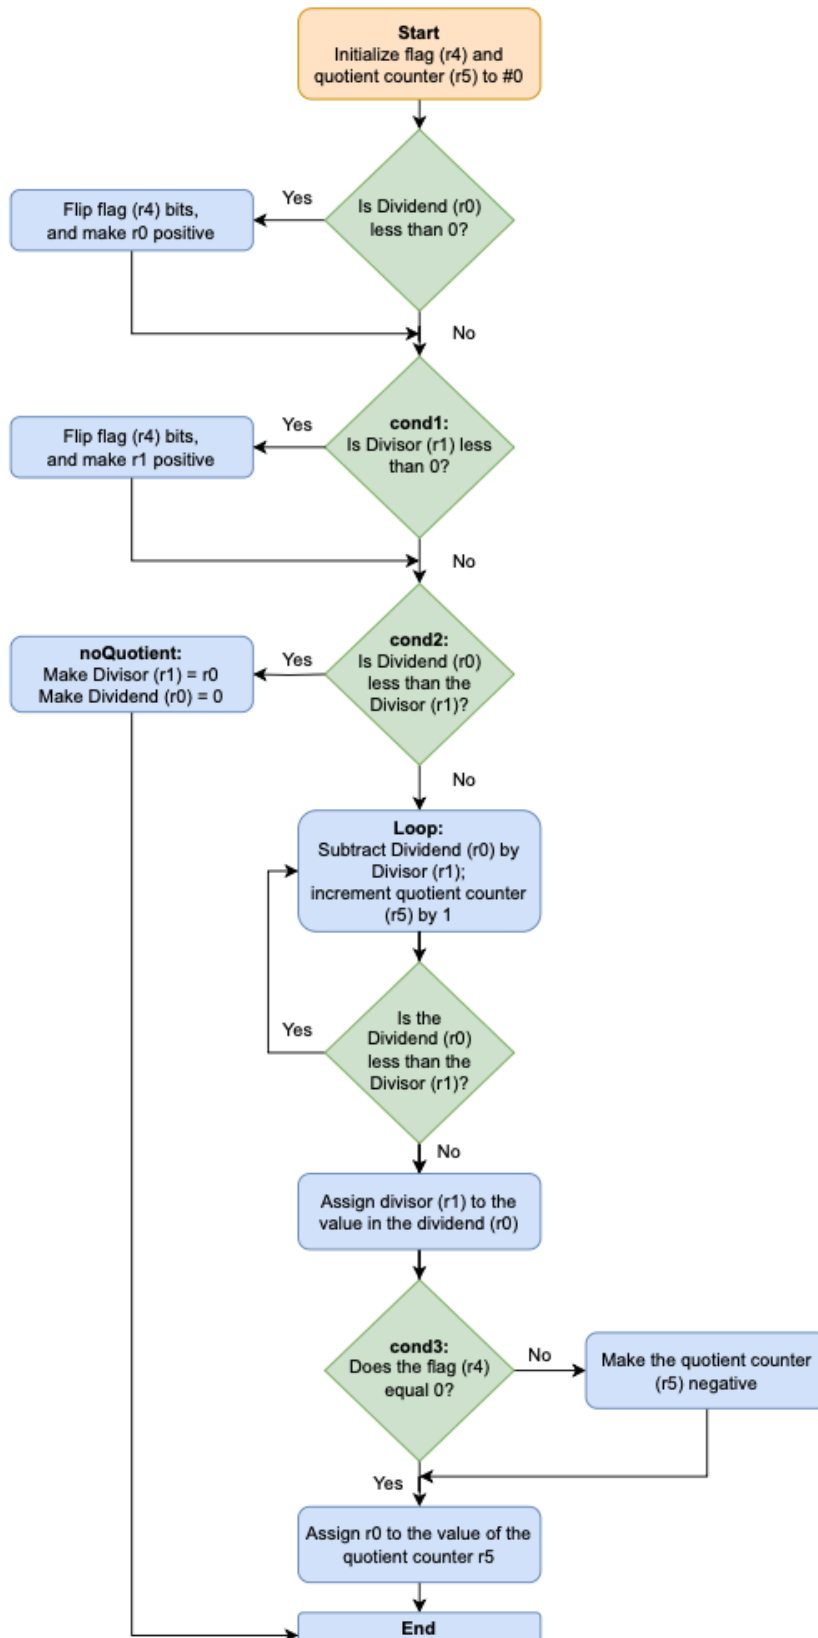 Start
Initialize flag (r4) and
quotient counter (r5) to #0
Is Dividend (r0)
less than 0?
Yes
Flip flag (r4) bits,
and make r0 positive
No
cond1:
Is Divisor (r1) less
than 0?
Yes
Flip flag (r4) bits,
and make r1 positive
No
cond2:
Is Dividend (r0)
less than the
Divisor (r1)?
Yes
noQuotient:
Make Divisor (r1) = r0
Make Dividend (r0) = 0
No
Loop:
Subtract Dividend (r0) by
Divisor (r1);
increment quotient counter
(r5) by 1
Is the
Dividend (r0)
less than the
Divisor (r1)?
Yes
No
Assign divisor (r1) to the
value in the dividend (r0)
cond3:
Does the flag (r4)
equal 0?
No
Make the quotient counter
(r5) negative
Yes
Assign r0 to the value of the
quotient counter r5
End